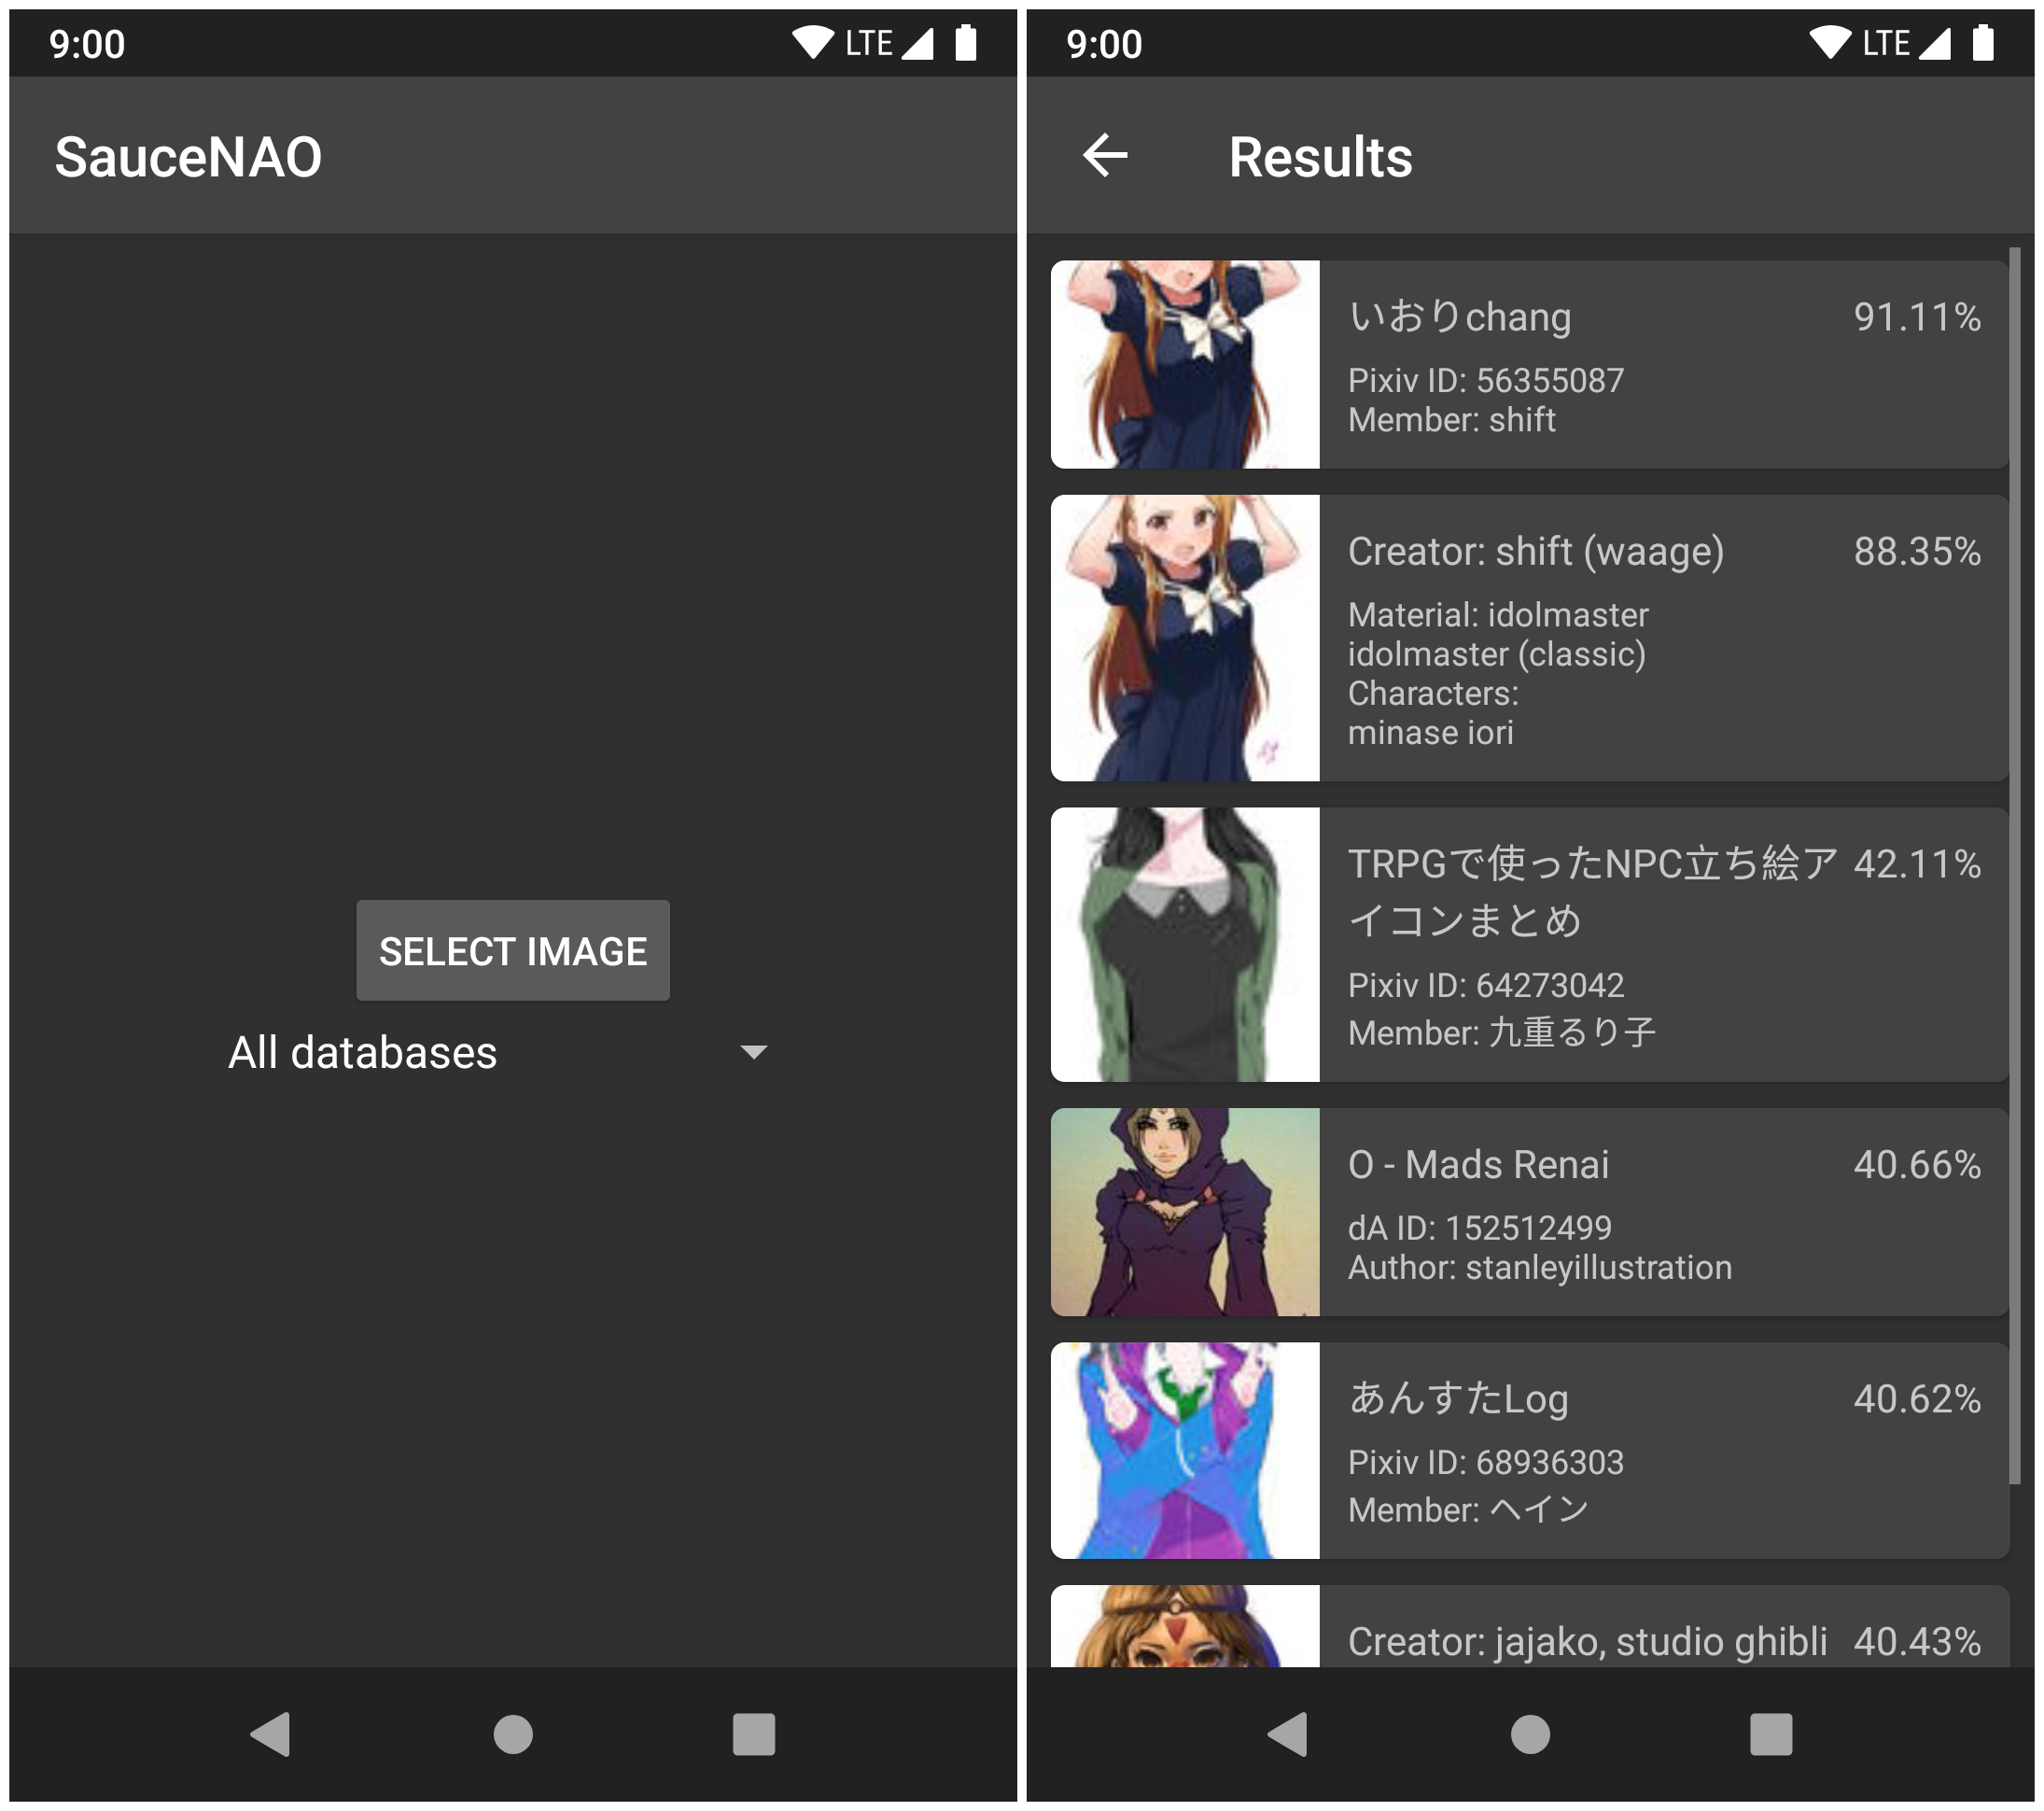 9:00
LTE
SauceNAO
SELECT IMAGE
All databases
9:00
LTE
Results
いおりchang
91.11%
Pixiv ID: 56355087
Member: shift
Creator: shift (waage)
88.35%
Material: idolmaster
idolmaster (classic)
Characters:
minase iori
TRPGで使ったNPC立ち絵ア
42.11%
イコンまとめ
Pixiv ID: 64273042
Member: 九重るり子
O - Mads Renai
40.66%
dA ID: 152512499
Author: stanleyillustration
あんすたLog
40.62%
Pixiv ID: 68936303
Member: ヘイン
Creator: jajako, studio ghibli
40.43%